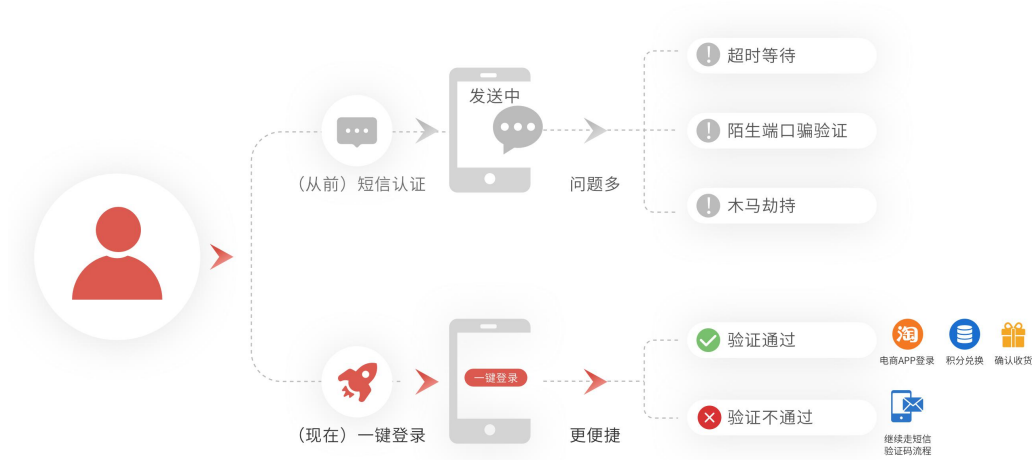 超时等待
发送中
陌生端口骗验证
（从前）短信认证
问题多
木马劫持
验证通过
淘
电商APP登录
积分兑换
确认收货
一键登录
验证不通过
（现在）一键登录
更便捷
继续走短信
验证码流程